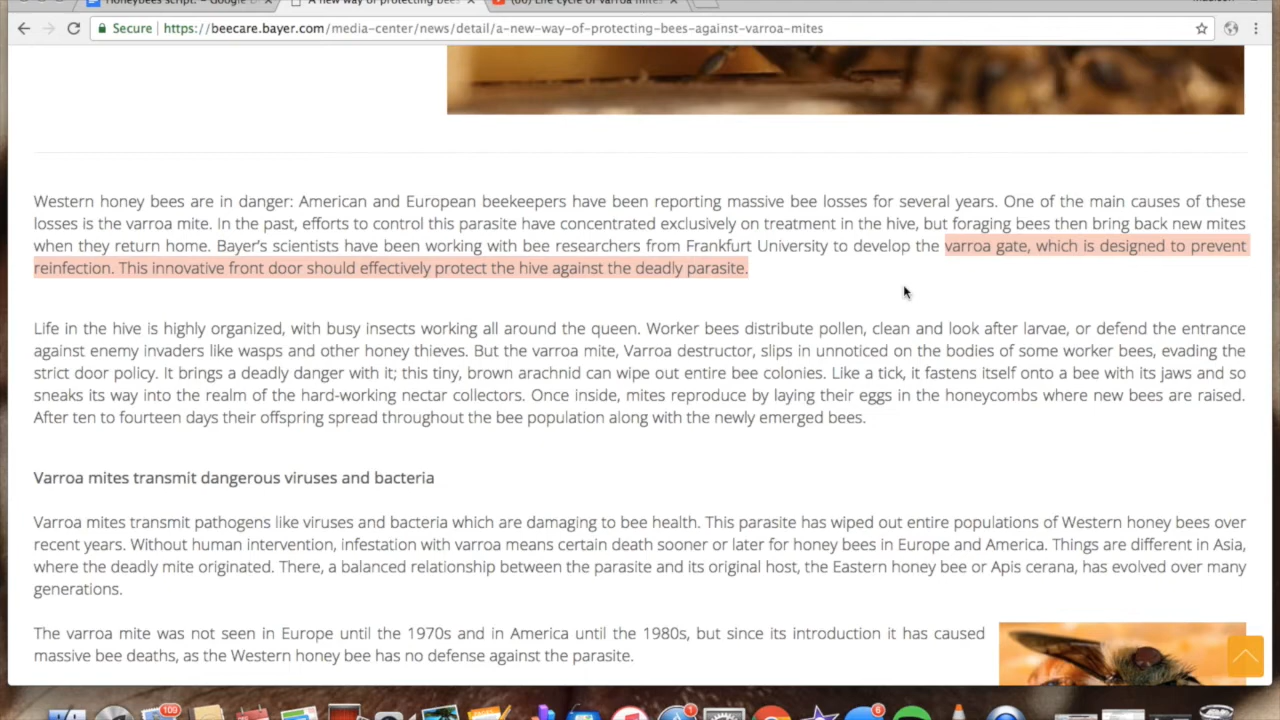 Honeybees script. - Google D
A new way of protecting bees
(60) Life cycle of varroa mites
Secure https://beecare.bayer.com/media-center/news/detail/a-new-way-of-protecting-bees-against-varroa-mites
Western honey bees are in danger: American and European beekeepers have been reporting massive bee losses for several years. One of the main causes of these
losses is the varroa mite. In the past, efforts to control this parasite have concentrated exclusively on treatment in the hive, but foraging bees then bring back new mites
when they return home. Bayer's scientists have been working with bee researchers from Frankfurt University to develop the varroa gate, which is designed to prevent
reinfection. This innovative front door should effectively protect the hive against the deadly parasite.
Life in the hive is highly organized, with busy insects working all around the queen. Worker bees distribute pollen, clean and look after larvae, or defend the entrance
against enemy invaders like wasps and other honey thieves. But the varroa mite, Varroa destructor, slips in unnoticed on the bodies of some worker bees, evading the
strict door policy. It brings a deadly danger with it; this tiny, brown arachnid can wipe out entire bee colonies. Like a tick, it fastens itself onto a bee with its jaws and so
sneaks its way into the realm of the hard-working nectar collectors. Once inside, mites reproduce by laying their eggs in the honeycombs where new bees are raised.
After ten to fourteen days their offspring spread throughout the bee population along with the newly emerged bees.
Varroa mites transmit dangerous viruses and bacteria
Varroa mites transmit pathogens like viruses and bacteria which are damaging to bee health. This parasite has wiped out entire populations of Western honey bees over
recent years. Without human intervention, infestation with varroa means certain death sooner or later for honey bees in Europe and America. Things are different in Asia,
where the deadly mite originated. There, a balanced relationship between the parasite and its original host, the Eastern honey bee or Apis cerana, has evolved over many
generations.
The varroa mite was not seen in Europe until the 1970s and in America until the 1980s, but since its introduction it has caused
massive bee deaths, as the Western honey bee has no defense against the parasite.
109
1
6